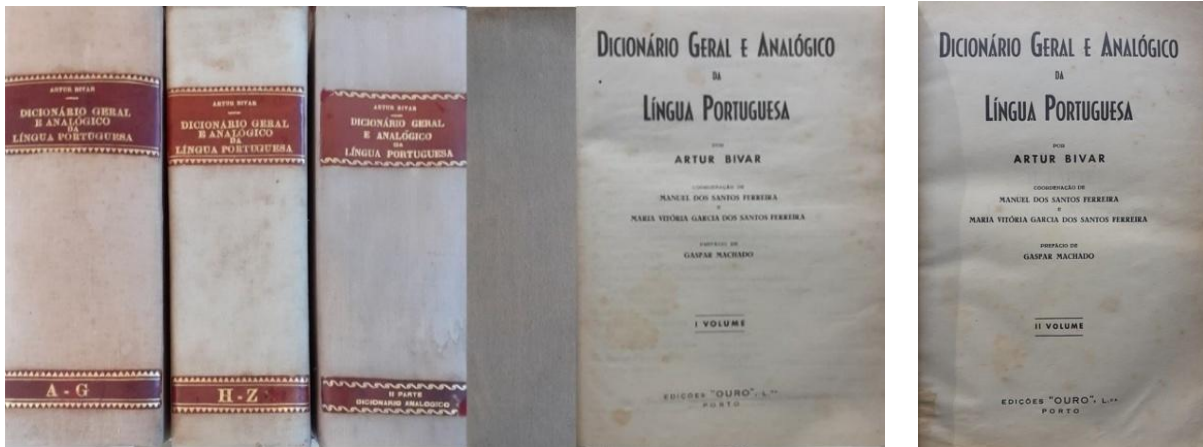 ARTUR BIVAR
DICIONÁRIO GERAL
E ANALÓGICO
DA
LÍNGUA PORTUGUESA
A - G
ARTUR BIVAR
DICIONÁRIO GERAL
E ANALÓGICO
DA
LÍNGUA PORTUGUESA
H - Z
ARTUR BIVAR
DICIONÁRIO GERAL
E ANALÓGICO
DA
LÍNGUA PORTUGUESA
II PARTE
DICIONÁRIO ANALÓGICO
DICIONÁRIO GERAL E ANALÓGICO
DA
LÍNGUA PORTUGUESA
POR
ARTUR BIVAR
COORDENAÇÃO DE
MANUEL DOS SANTOS FERREIRA
e
MARIA VITÓRIA GARCIA DOS SANTOS FERREIRA
PREFÁCIO DE
GASPAR MACHADO
I VOLUME
EDIÇÕES "OURO", L.DA
PORTO
DICIONÁRIO GERAL E ANALÓGICO
DA
LÍNGUA PORTUGUESA
POR
ARTUR BIVAR
COORDENAÇÃO DE
MANUEL DOS SANTOS FERREIRA
e
MARIA VITÓRIA GARCIA DOS SANTOS FERREIRA
PREFÁCIO DE
GASPAR MACHADO
II VOLUME
EDIÇÕES "OURO", L.DA
PORTO